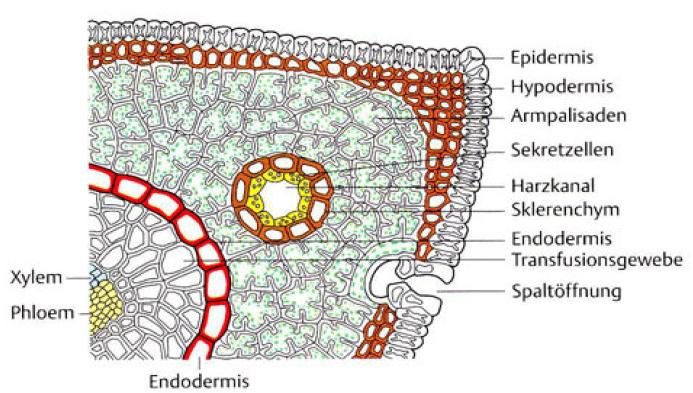 Epidermis
Hypodermis
Armpalisaden
Sekretzellen
Harzkanal
Sklerenchym
Endodermis
Transfusionsgewebe
Spaltöffnung
Xylem
Phloem
Endodermis